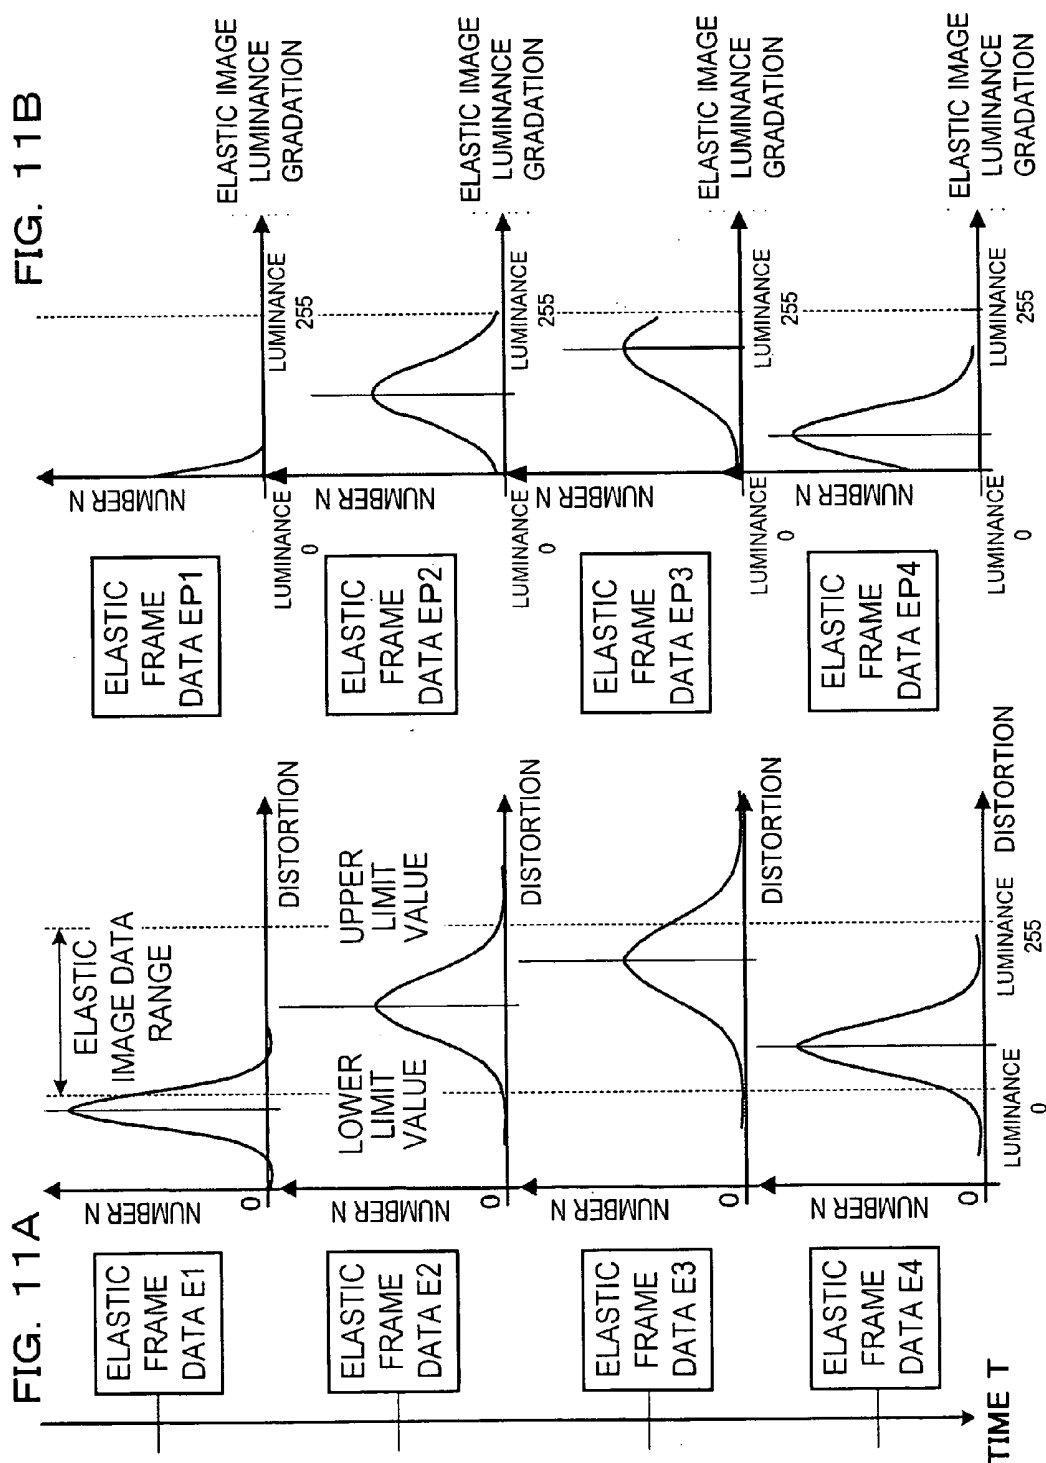 FIG. 11A
ELASTIC
FRAME
DATA E1
NUMBER N
0
ELASTIC
IMAGE DATA
RANGE
DISTORTION
ELASTIC
FRAME
DATA E2
NUMBER N
0
LOWER
LIMIT
VALUE
UPPER
LIMIT
VALUE
DISTORTION
ELASTIC
FRAME
DATA E3
NUMBER N
0
DISTORTION
ELASTIC
FRAME
DATA E4
NUMBER N
0
LUMINANCE
0
LUMINANCE
255
DISTORTION
TIME T
FIG. 11B
ELASTIC
FRAME
DATA EP1
NUMBER N
LUMINANCE
0
LUMINANCE
255
ELASTIC IMAGE
LUMINANCE
GRADATION
ELASTIC
FRAME
DATA EP2
NUMBER N
LUMINANCE
0
LUMINANCE
255
ELASTIC IMAGE
LUMINANCE
GRADATION
ELASTIC
FRAME
DATA EP3
NUMBER N
LUMINANCE
0
LUMINANCE
255
ELASTIC IMAGE
LUMINANCE
GRADATION
ELASTIC
FRAME
DATA EP4
NUMBER N
LUMINANCE
0
LUMINANCE
255
ELASTIC IMAGE
LUMINANCE
GRADATION